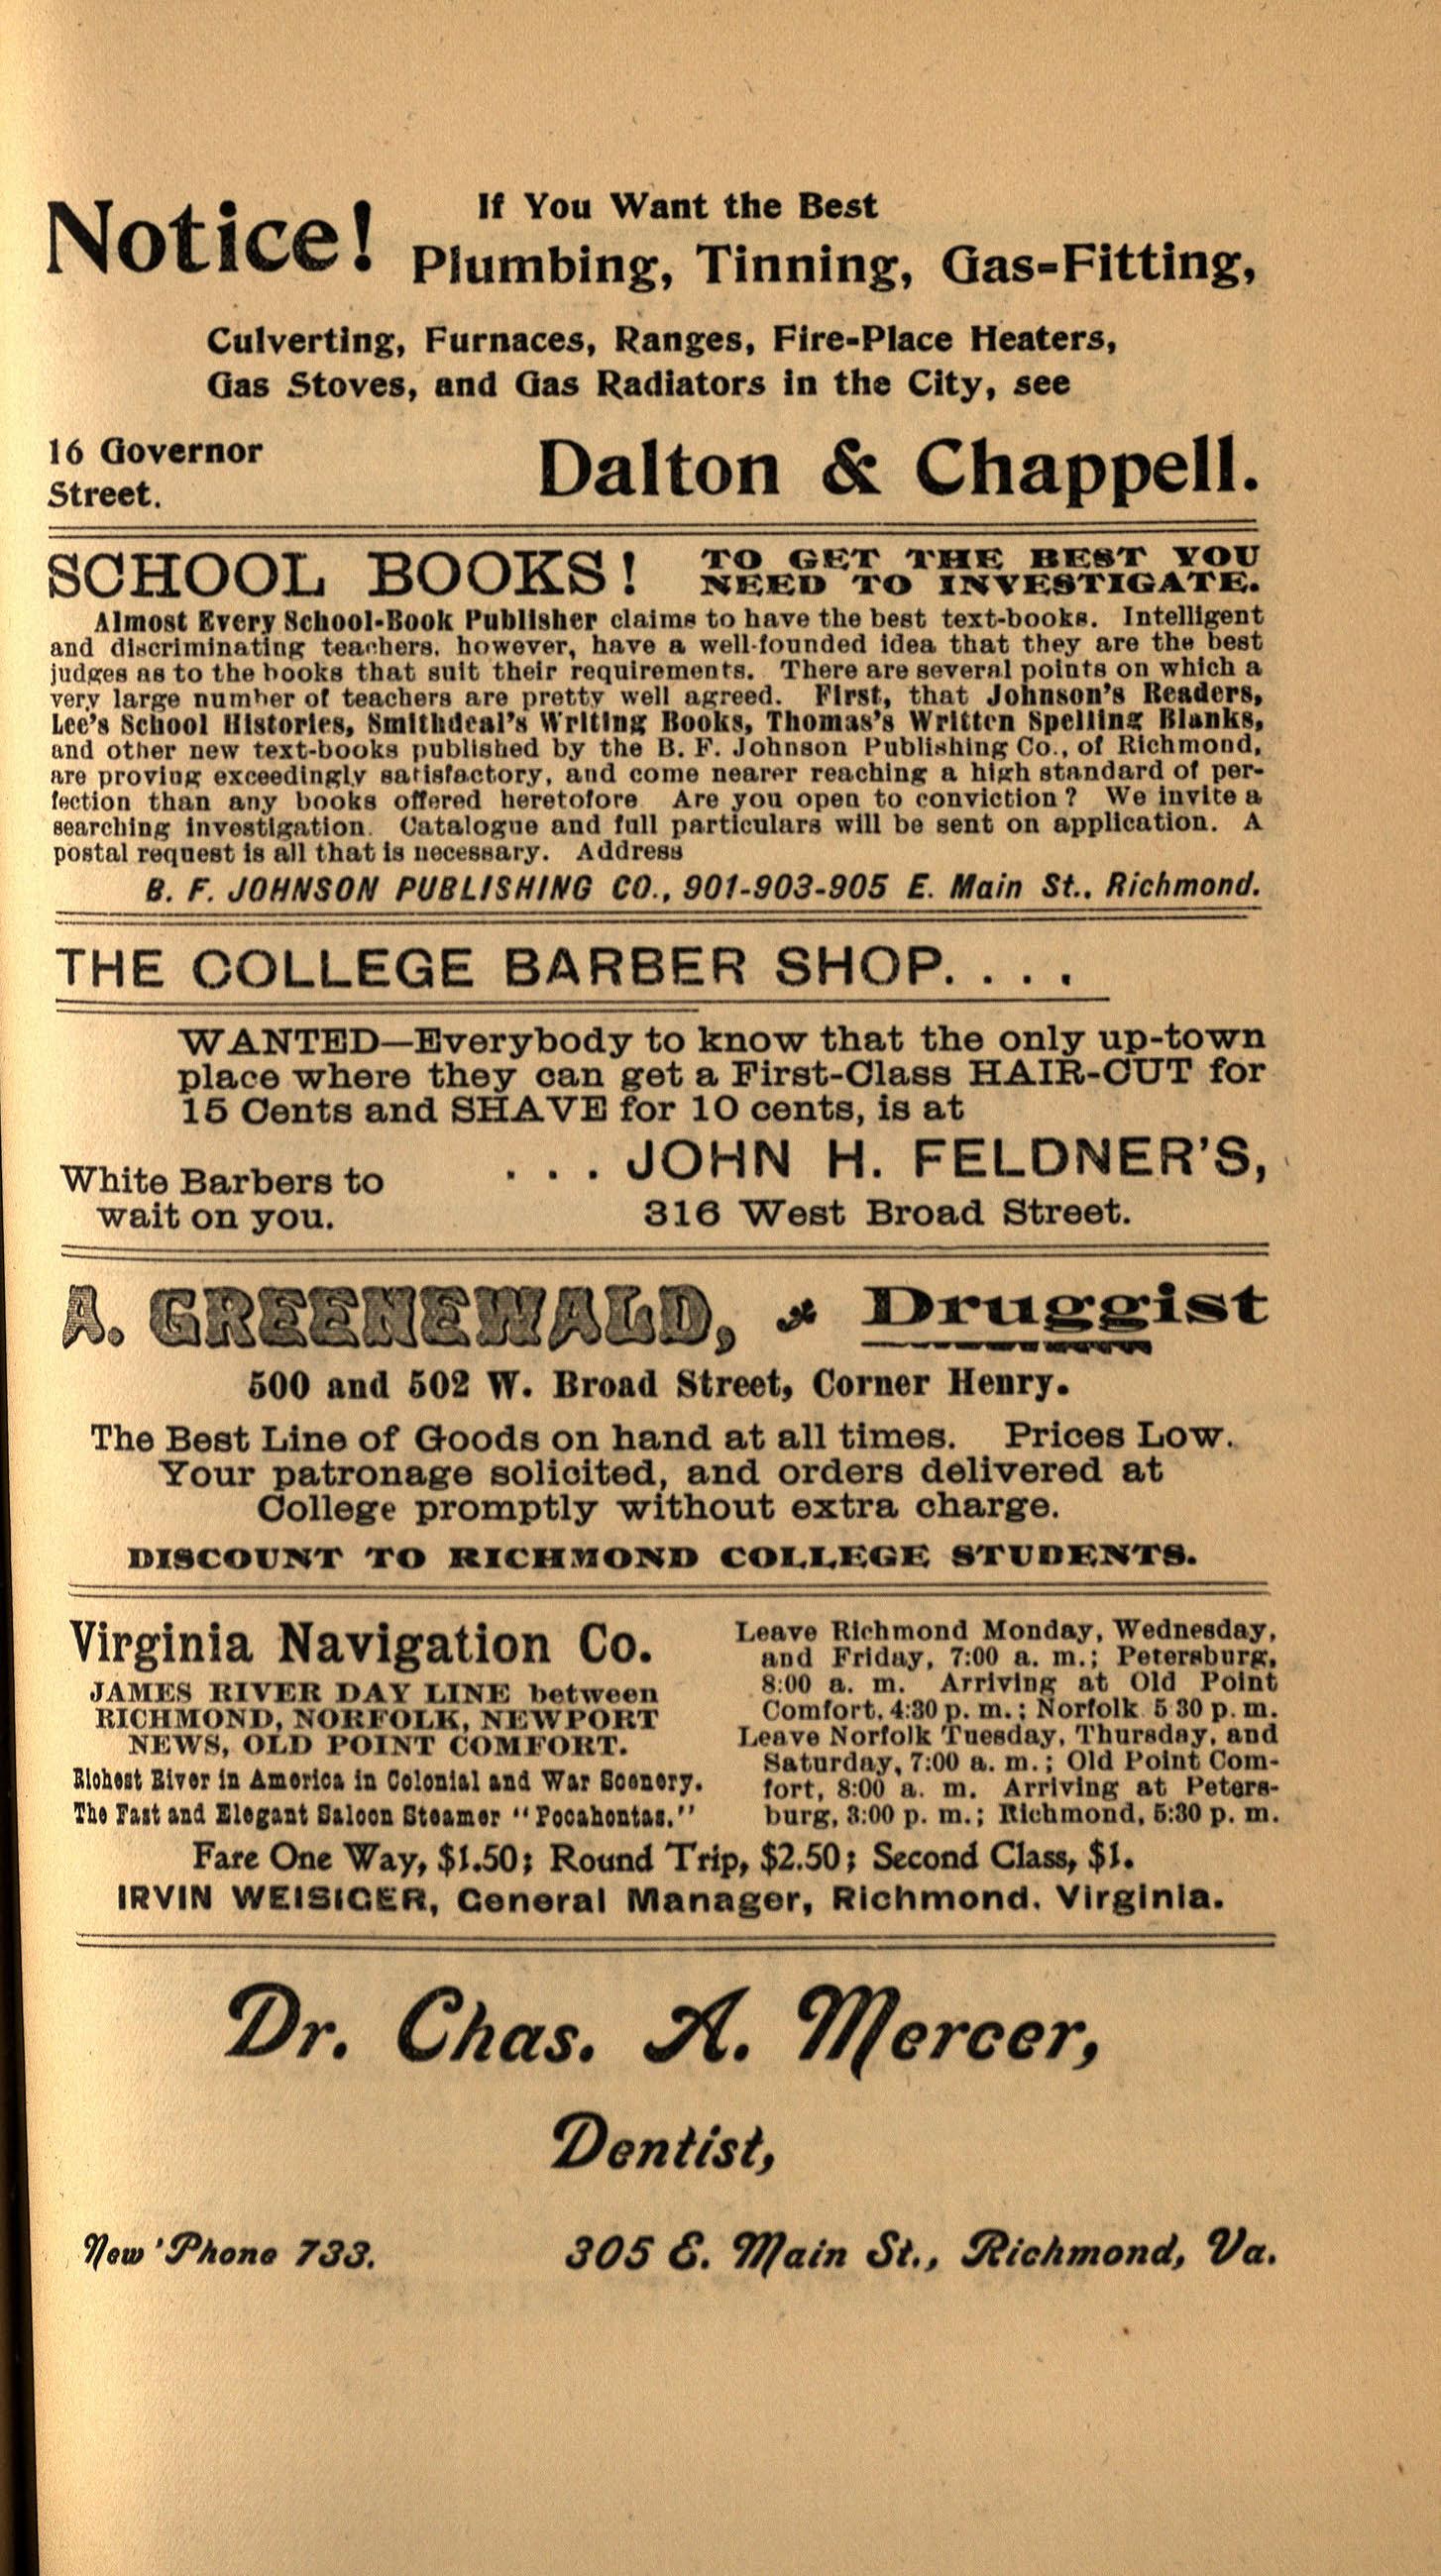 Notice!
If You Want the Best
Plumbing, Tinning, Gas-Fitting,
Culverting, Furnaces, Ranges, Fire-Place Heaters,
Gas Stoves, and Gas Radiators in the City, see
16 Governor
Street.
Dalton & Chappell.
SCHOOL BOOKS!
TO GET THE BEST YOU
NEED TO INVESTIGATE.
Almost Every School-Book Publisher claims to have the best text-books. Intelligent
and discriminating teachers, however, have a well-founded idea that they are the best
judges as to the books that suit their requirements. There are several points on which a
very large number of teachers are pretty well agreed. First, that Johnson's Readers,
Lee's School Histories, Smithdeal's Writing Books, Thomas's Written Spelling Blanks,
and other new text-books published by the B. F. Johnson Publishing Co., of Richmond,
are proving exceedingly satisfactory, and come nearer reaching a high standard of per-
fection than any books offered heretofore Are you open to conviction? We invite a
searching investigation. Catalogue and full particulars will be sent on application. A
postal request is all that is necessary. Address
B. F. JOHNSON PUBLISHING CO., 901-903-905 E. Main St., Richmond.
THE COLLEGE BARBER SHOP. . . .
WANTED—Everybody to know that the only up-town
place where they can get a First-Class HAIR-CUT for
15 Cents and SHAVE for 10 cents, is at
. . . JOHN H. FELDNER'S,
White Barbers to
wait on you.
316 West Broad Street.
A. GREENEWALD, Druggist
500 and 502 W. Broad Street, Corner Henry.
The Best Line of Goods on hand at all times. Prices Low.
Your patronage solicited, and orders delivered at
College promptly without extra charge.
DISCOUNT TO RICHMOND COLLEGE STUDENTS.
Virginia Navigation Co.
JAMES RIVER DAY LINE between
RICHMOND, NORFOLK, NEWPORT
NEWS, OLD POINT COMFORT.
Richest River in America in Colonial and War Scenery.
The Fast and Elegant Saloon Steamer "Pocahontas."
Leave Richmond Monday, Wednesday,
and Friday, 7:00 a. m.; Petersburg,
8:00 a. m. Arriving at Old Point
Comfort, 4:30 p. m.; Norfolk 5 30 p. m.
Leave Norfolk Tuesday, Thursday, and
Saturday, 7:00 a. m.; Old Point Com-
fort, 8:00 a. m. Arriving at Peters-
burg, 3:00 p. m.; Richmond, 5:30 p. m.
Fare One Way, $1.50; Round Trip, $2.50; Second Class, $1.
IRVIN WEISIGER, General Manager, Richmond, Virginia.
Dr. Chas. A. Mercer,
Dentist,
New 'Phone 733.
305 E. Main St., Richmond, Va.